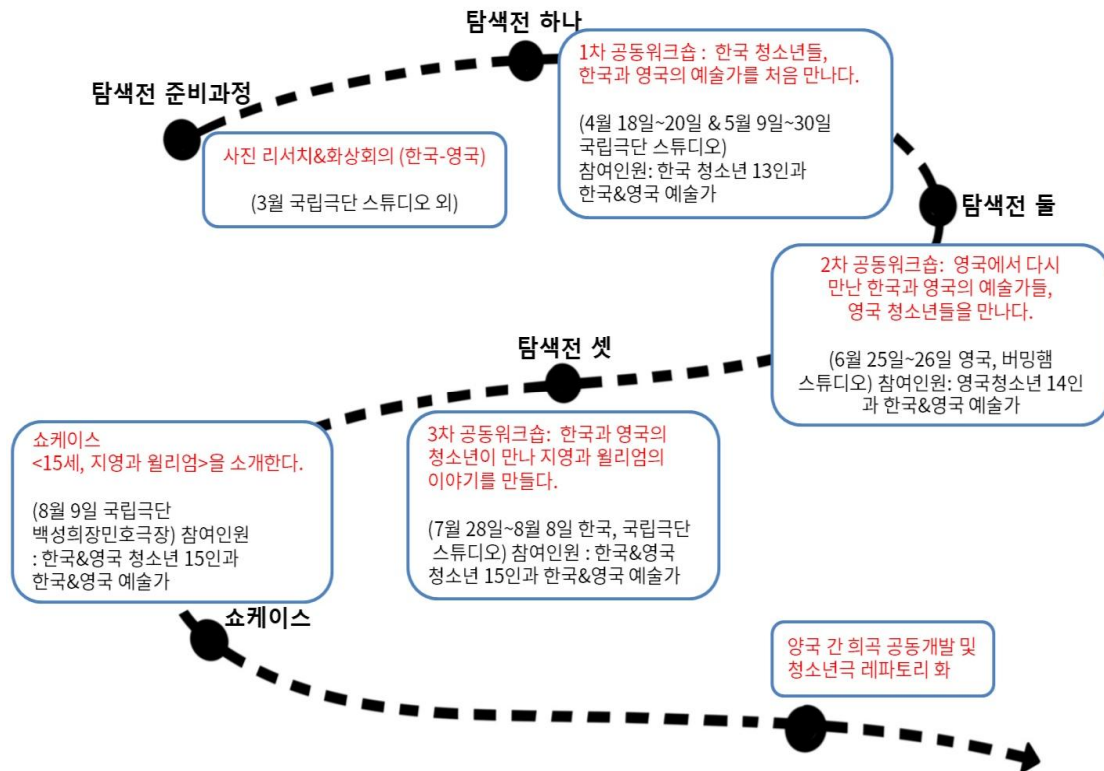 탐색전 준비과정
사진 리서치&화상회의 (한국-영국)
(3월 국립극단 스튜디오 외)
탐색전 하나
1차 공동워크숍 : 한국 청소년들,
한국과 영국의 예술가를 처음 만나다.
(4월 18일~20일 & 5월 9일~30일
국립극단 스튜디오)
참여인원: 한국 청소년 13인과
한국&영국 예술가
탐색전 둘
2차 공동워크숍: 영국에서 다시
만난 한국과 영국의 예술가들,
영국 청소년들을 만나다.
(6월 25일~26일 영국, 버밍햄
스튜디오) 참여인원: 영국청소년 14인
과 한국&영국 예술가
탐색전 셋
3차 공동워크숍: 한국과 영국의
청소년이 만나 지영과 윌리엄의
이야기를 만들다.
(7월 28일~8월 8일 한국, 국립극단
스튜디오) 참여인원 : 한국&영국
청소년 15인과 한국&영국 예술가
쇼케이스
<15세, 지영과 윌리엄>을 소개한다.
(8월 9일 국립극단
백성희장민호극장) 참여인원
: 한국&영국 청소년 15인과
한국&영국 예술가
쇼케이스
양국 간 희곡 공동개발 및
청소년극 레파토리 화